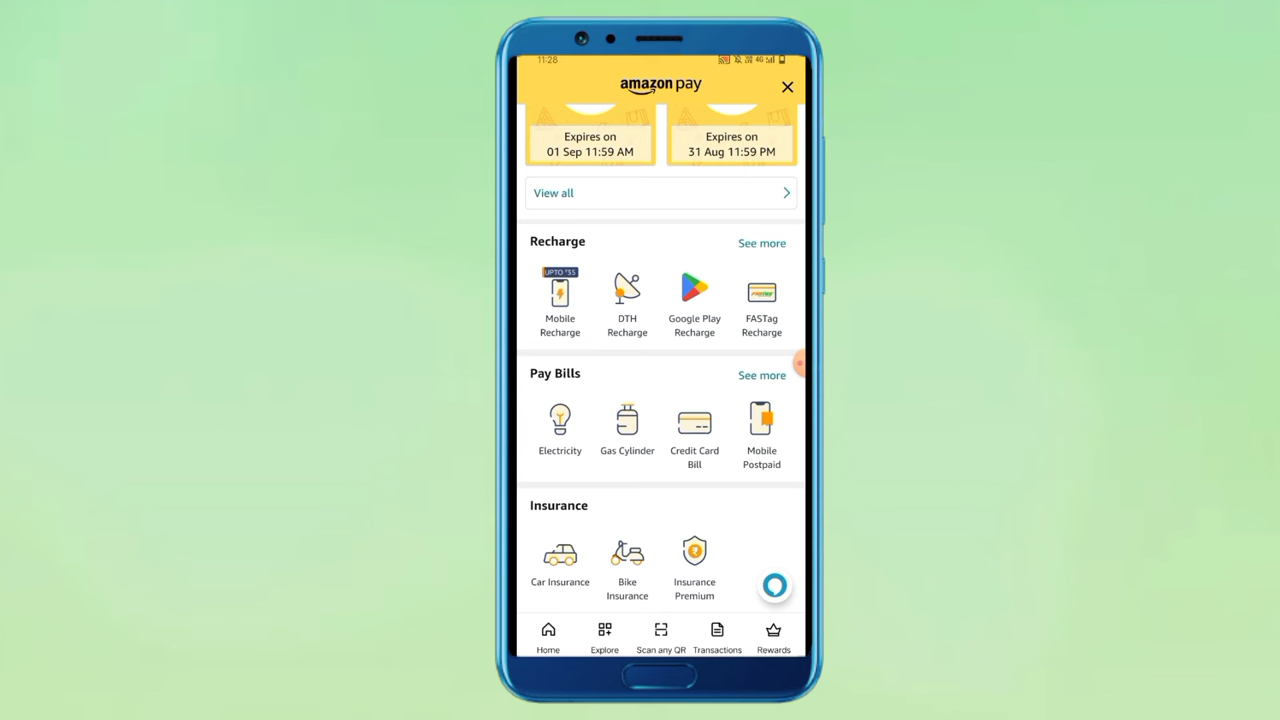 11:28
4G
amazon pay
Expires on
01 Sep 11:59 AM
Expires on
31 Aug 11:59 PM
View all
Recharge
See more
UPTO ₹35
Mobile
Recharge
DTH
Recharge
Google Play
Recharge
FASTag
Recharge
Pay Bills
See more
Electricity
Gas Cylinder
Credit Card
Bill
Mobile
Postpaid
Insurance
Car Insurance
Bike
Insurance
Insurance
Premium
Home
Explore
Scan any QR
Transactions
Rewards